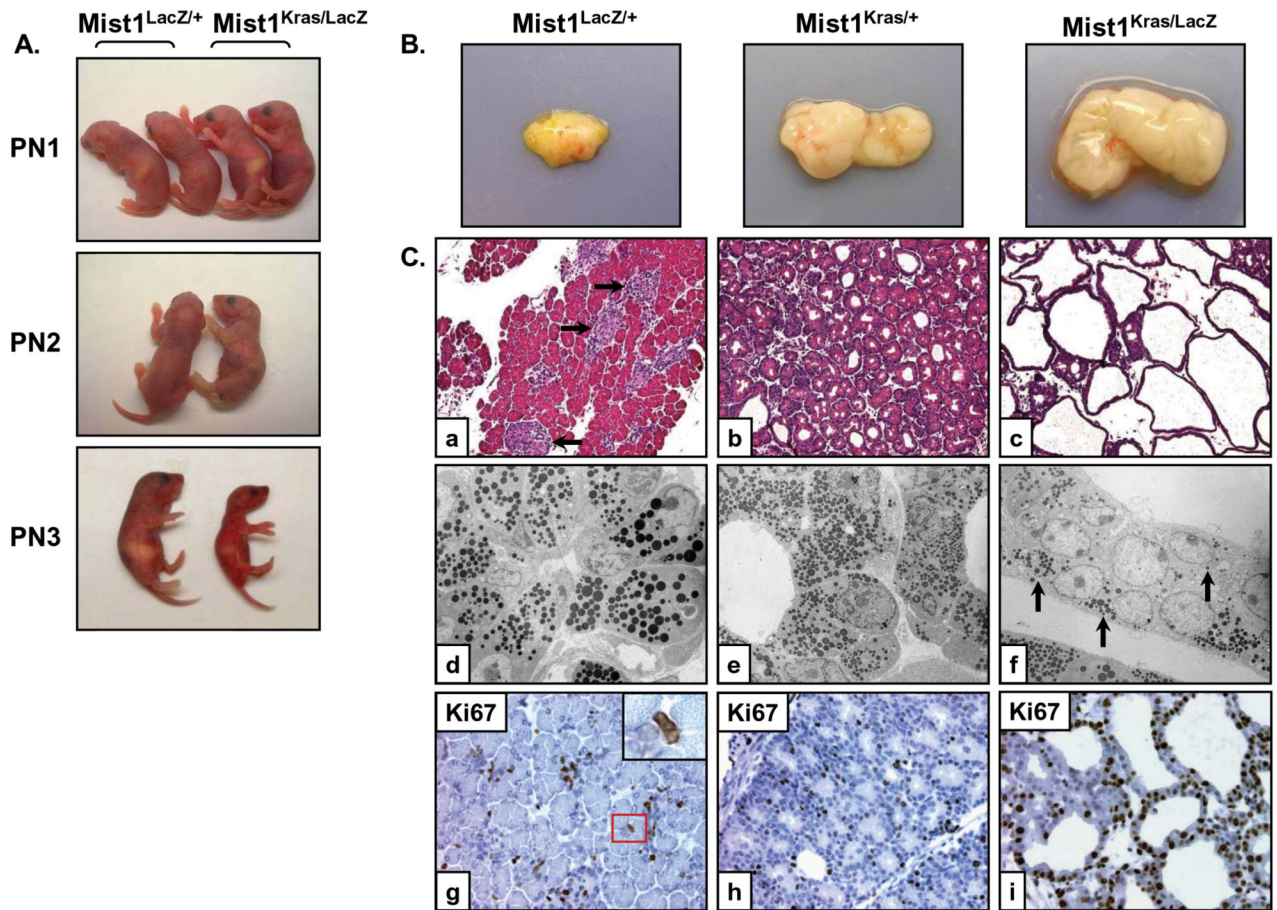 A.
Mist1LacZ/+ Mist1Kras/LacZ
PN1
PN2
PN3
B.
Mist1LacZ/+ Mist1Kras/+ Mist1Kras/LacZ
C.
a b c
d e f
Ki67 Ki67 Ki67
g h i